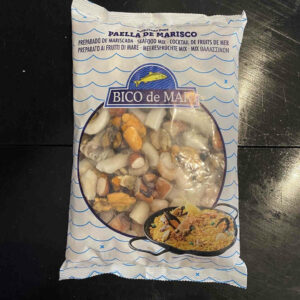 PAELLA DE MARISCO
PREPARADO DE MARISCADA · SEAFOOD MIX · COCKTAIL DE FRUITS DE MER
PREPARATO AI FRUTTI DI MARE · MEERESFRÜCHTE MIX · ΜΙΧ ΘΑΛΑΣΣΙΝΩΝ
BICO de MAR